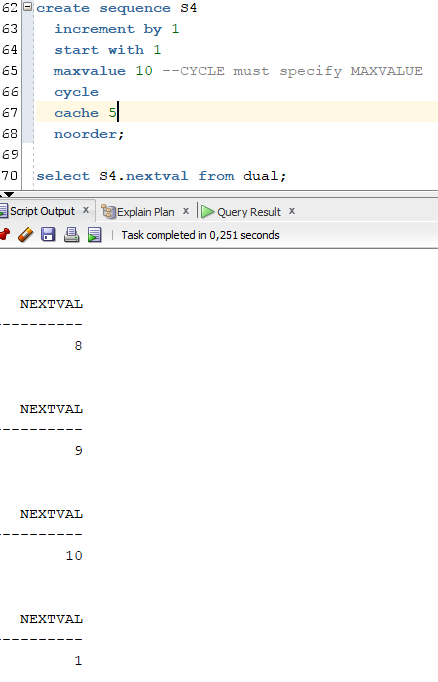 62 create sequence S4
63 increment by 1
64 start with 1
65 maxvalue 10 --CYCLE must specify MAXVALUE
66 cycle
67 cache 5
68 noorder;
69
70 select S4.nextval from dual;
Script Output x Explain Plan x Query Result x
Task completed in 0,251 seconds
NEXTVAL
----------
8
NEXTVAL
----------
9
NEXTVAL
----------
10
NEXTVAL
----------
1